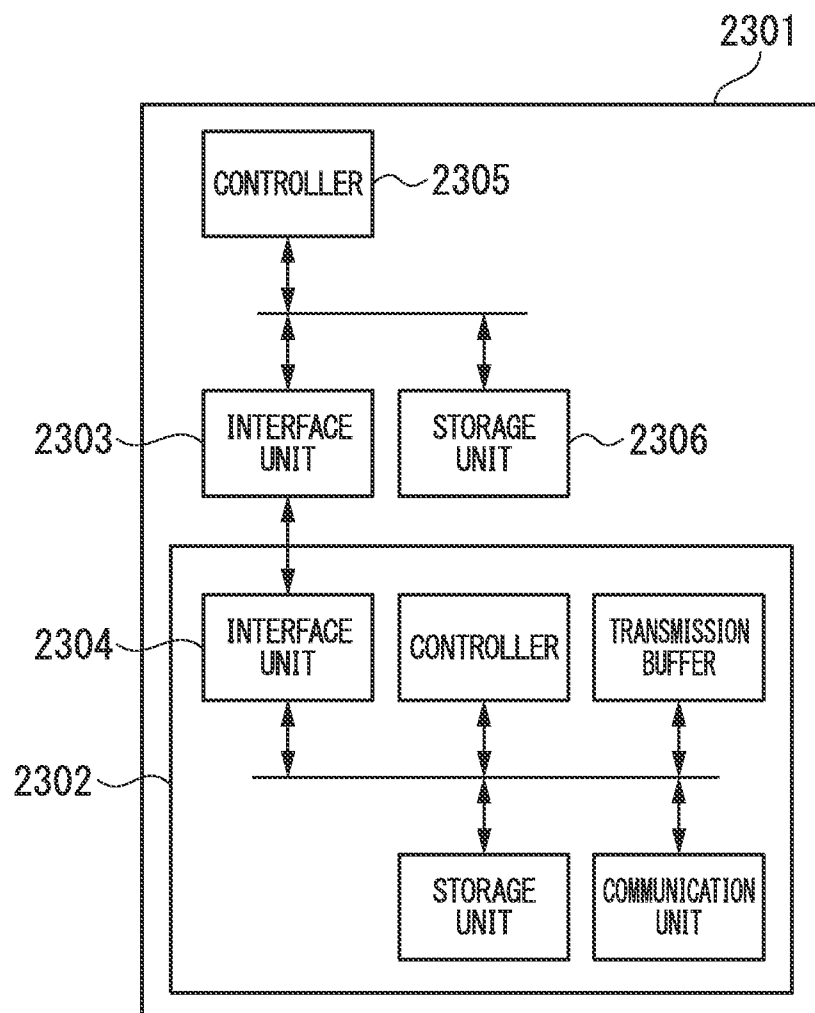 2301
CONTROLLER
2305
2303
INTERFACE
UNIT
STORAGE
UNIT
2306
2304
INTERFACE
UNIT
CONTROLLER
TRANSMISSION
BUFFER
2302
STORAGE
UNIT
COMMUNICATION
UNIT